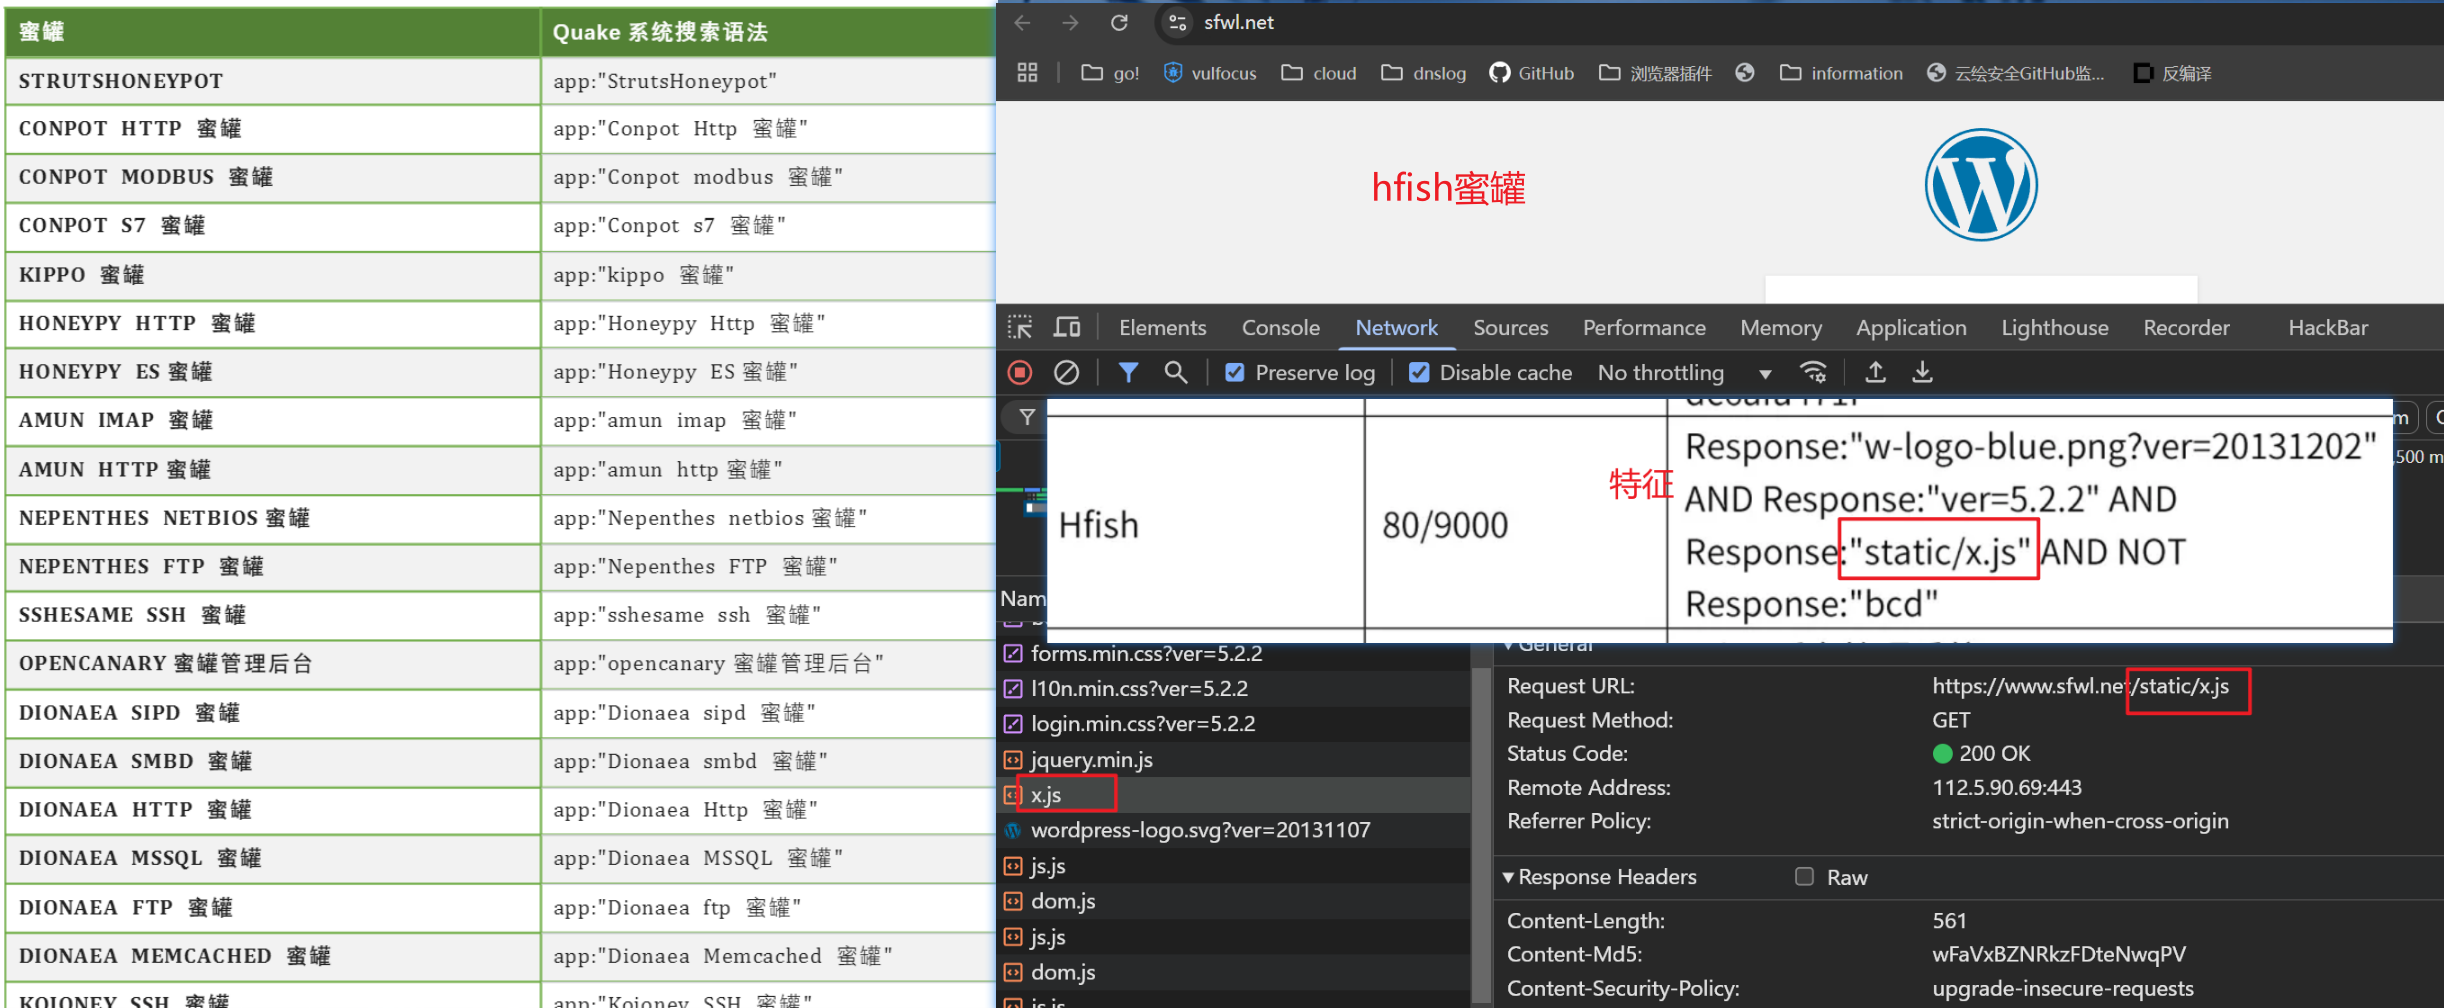 蜜罐 Quake 系统搜索语法
STRUTSHONEYPOT app:"StrutsHoneypot"
CONPOT HTTP 蜜罐 app:"Conpot Http 蜜罐"
CONPOT MODBUS 蜜罐 app:"Conpot modbus 蜜罐"
CONPOT S7 蜜罐 app:"Conpot s7 蜜罐"
KIPPO 蜜罐 app:"kippo 蜜罐"
HONEYPY HTTP 蜜罐 app:"Honeypy Http 蜜罐"
HONEYPY ES 蜜罐 app:"Honeypy ES 蜜罐"
AMUN IMAP 蜜罐 app:"amun imap 蜜罐"
AMUN HTTP 蜜罐 app:"amun http 蜜罐"
NEPENTHES NETBIOS 蜜罐 app:"Nepenthes netbios 蜜罐"
NEPENTHES FTP 蜜罐 app:"Nepenthes FTP 蜜罐"
SSHESAME SSH 蜜罐 app:"sshesame ssh 蜜罐"
OPENCANARY 蜜罐管理后台 app:"opencanary 蜜罐管理后台"
DIONAEA SIPD 蜜罐 app:"Dionaea sipd 蜜罐"
DIONAEA SMBD 蜜罐 app:"Dionaea smbd 蜜罐"
DIONAEA HTTP 蜜罐 app:"Dionaea Http 蜜罐"
DIONAEA MSSQL 蜜罐 app:"Dionaea MSSQL 蜜罐"
DIONAEA FTP 蜜罐 app:"Dionaea ftp 蜜罐"
DIONAEA MEMCACHED 蜜罐 app:"Dionaea Memcached 蜜罐"
KOJONEY SSH 蜜罐 app:"Kojoney SSH 蜜罐"
sfwl.net
go! vulfocus cloud dnslog GitHub 浏览器插件 information 云绘安全GitHub监... 反编译
hfish蜜罐
Elements Console Network Sources Performance Memory Application Lighthouse Recorder HackBar
Preserve log Disable cache No throttling
Hfish 80/9000
特征
Response:"w-logo-blue.png?ver=20131202"
AND Response:"ver=5.2.2" AND
Response:"static/x.js" AND NOT
Response:"bcd"
,500 m
Nam
forms.min.css?ver=5.2.2
l10n.min.css?ver=5.2.2
login.min.css?ver=5.2.2
jquery.min.js
x.js
wordpress-logo.svg?ver=20131107
js.js
dom.js
js.js
dom.js
js.js
General
Request URL: https://www.sfwl.net/static/x.js
Request Method: GET
Status Code: 200 OK
Remote Address: 112.5.90.69:443
Referrer Policy: strict-origin-when-cross-origin
Response Headers Raw
Content-Length: 561
Content-Md5: wFaVxBZNRkzFDteNwqPV
Content-Security-Policy: upgrade-insecure-requests